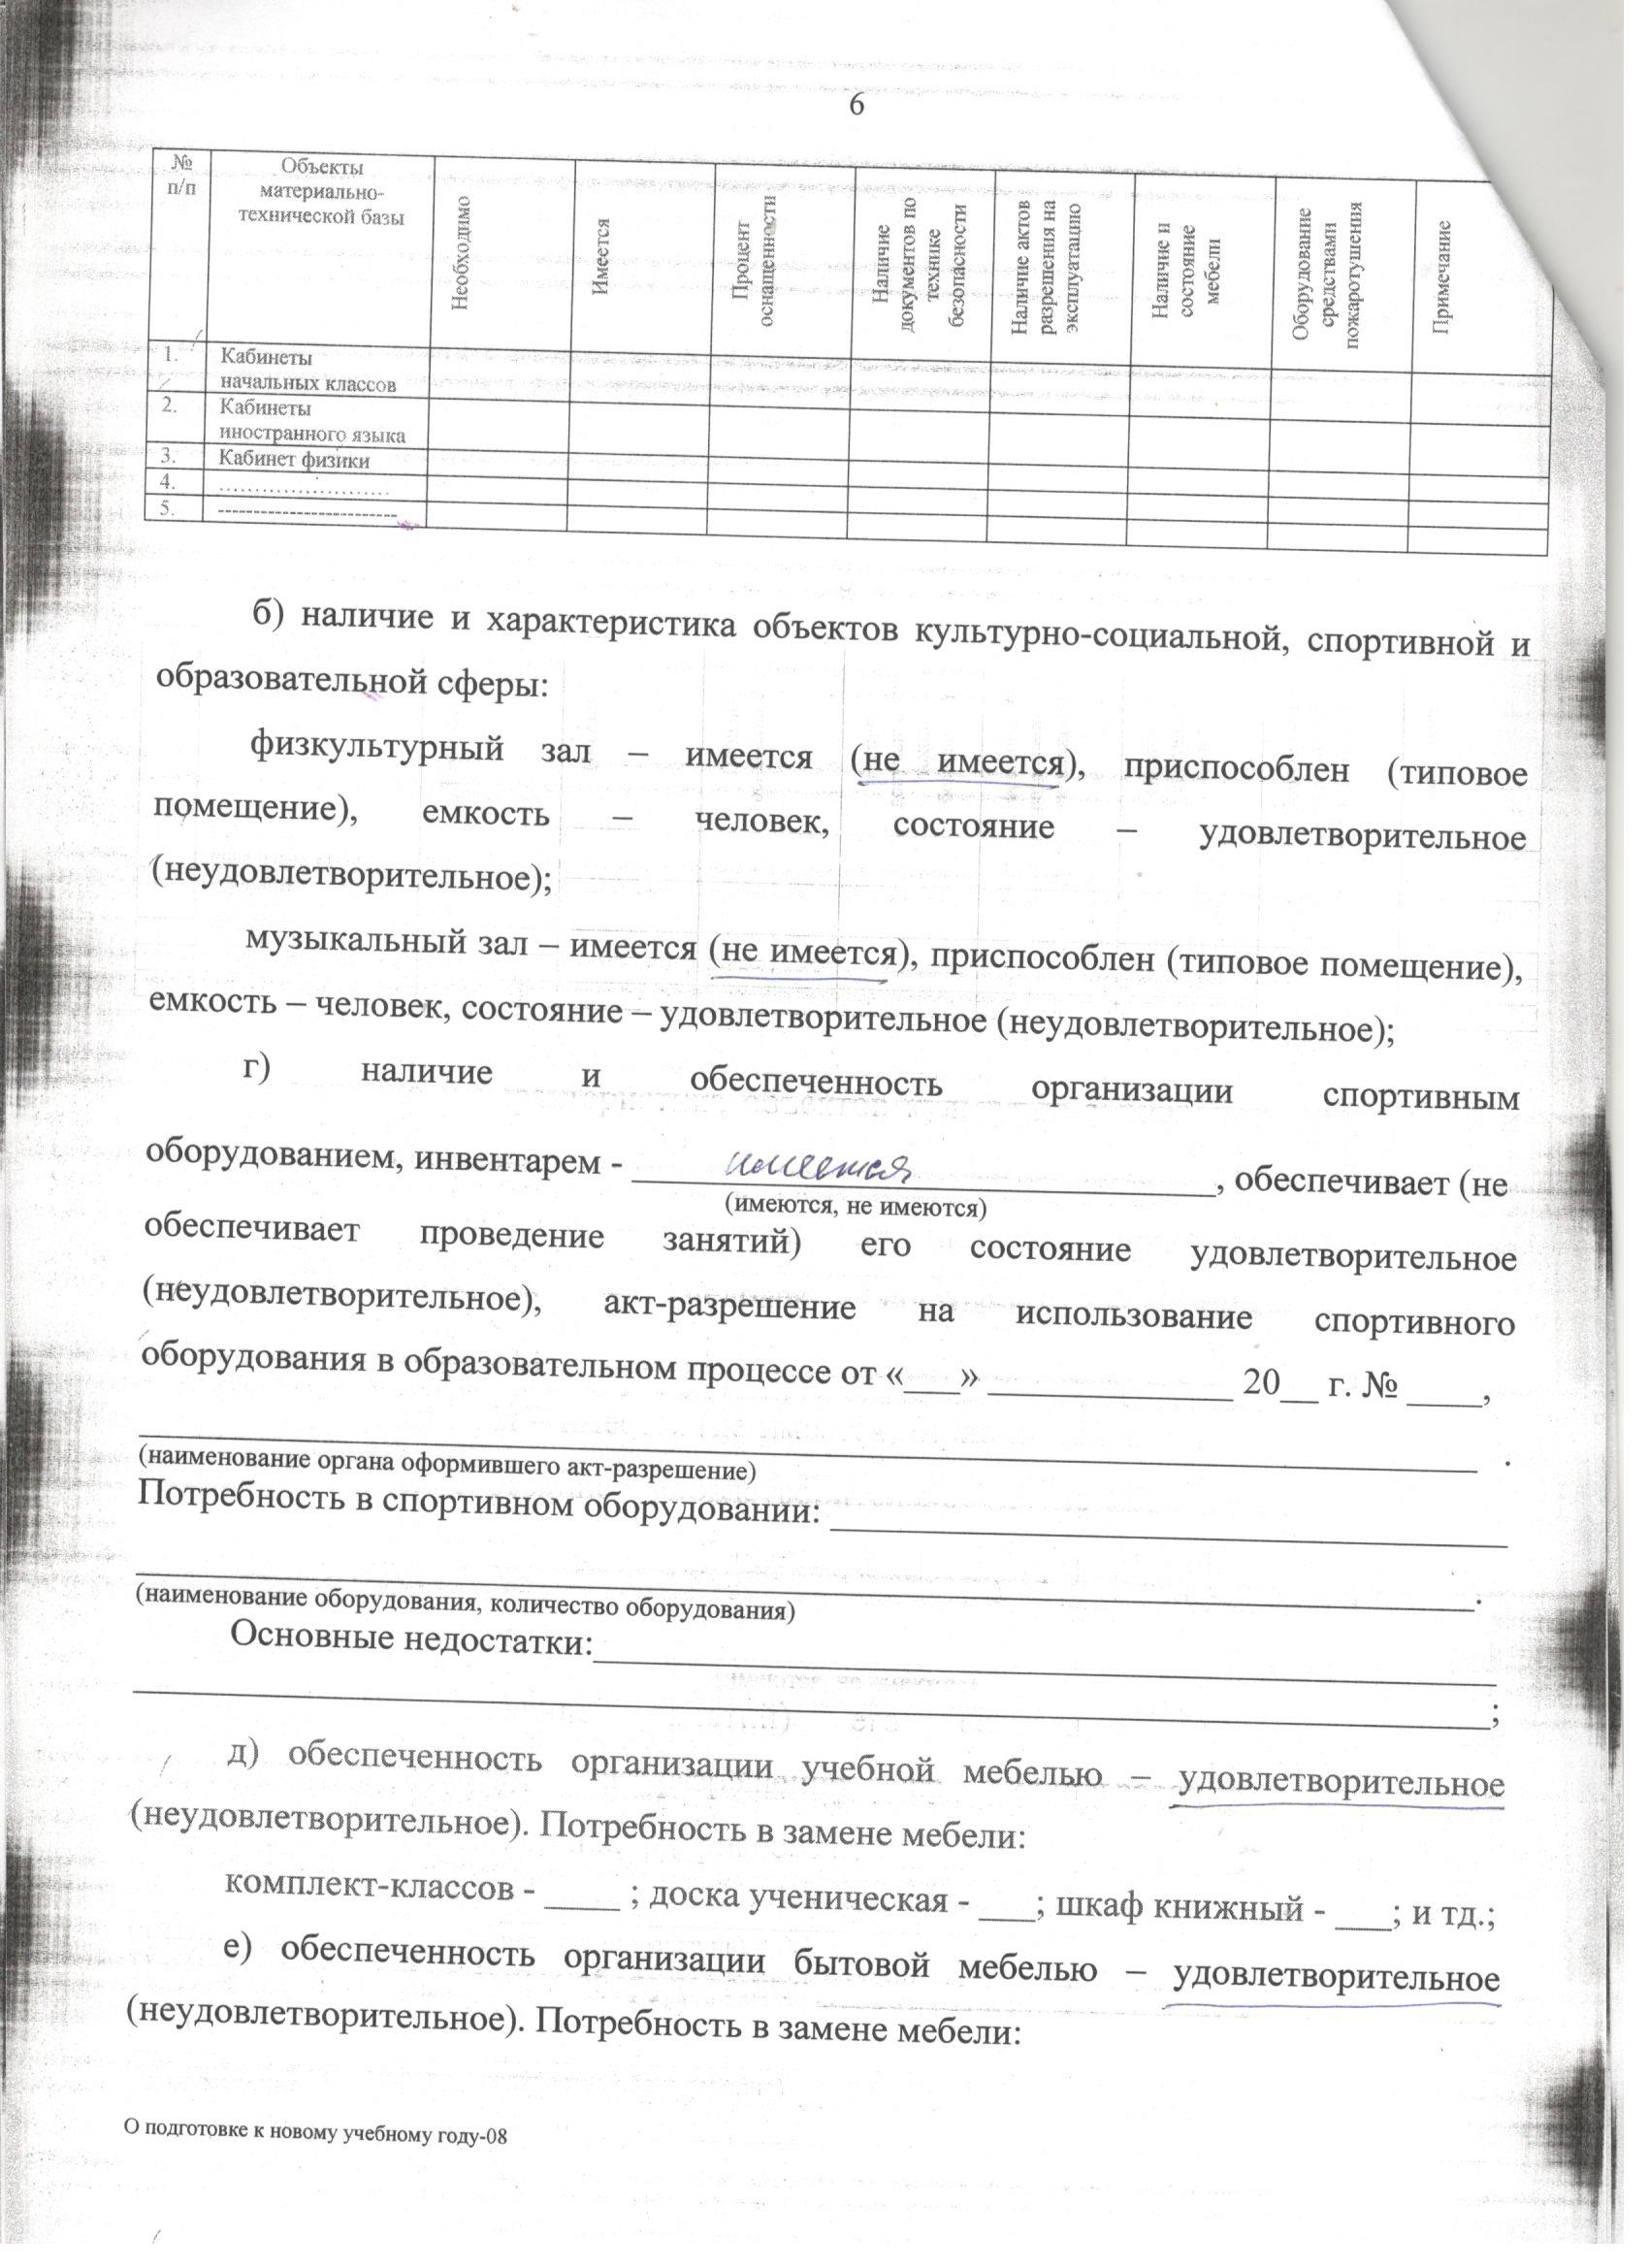 6
№ п/п
Объекты материально-технической базы
Необходимо
Имеется
Процент оснащенности
Наличие документов по технике безопасности
Наличие актов разрешения на эксплуатацию
Наличие и состояние мебели
Оборудование средствами пожаротушения
Примечание
1. Кабинеты
начальных классов
2. Кабинеты
иностранного языка
3. Кабинет физики
4. ........................
5. --------------------------
б) наличие и характеристика объектов культурно-социальной, спортивной и
образовательной сферы:
физкультурный зал – имеется (не имеется), приспособлен (типовое
помещение), емкость – человек, состояние – удовлетворительное
(неудовлетворительное);
музыкальный зал – имеется (не имеется), приспособлен (типовое помещение),
емкость – человек, состояние – удовлетворительное (неудовлетворительное);
г) наличие и обеспеченность организации спортивным
оборудованием, инвентарем - имеется, обеспечивает (не
(имеются, не имеются)
обеспечивает проведение занятий) его состояние удовлетворительное
(неудовлетворительное), акт-разрешение на использование спортивного
оборудования в образовательном процессе от «___» _____________ 20__ г. № ____,
_____________ .
(наименование органа оформившего акт-разрешение)
Потребность в спортивном оборудовании: _____________
_____________.
(наименование оборудования, количество оборудования)
Основные недостатки:_____________
_____________;
д) обеспеченность организации учебной мебелью – удовлетворительное
(неудовлетворительное). Потребность в замене мебели:
комплект-классов - ____ ; доска ученическая - ___; шкаф книжный - ___; и тд.;
е) обеспеченность организации бытовой мебелью – удовлетворительное
(неудовлетворительное). Потребность в замене мебели:
О подготовке к новому учебному году-08